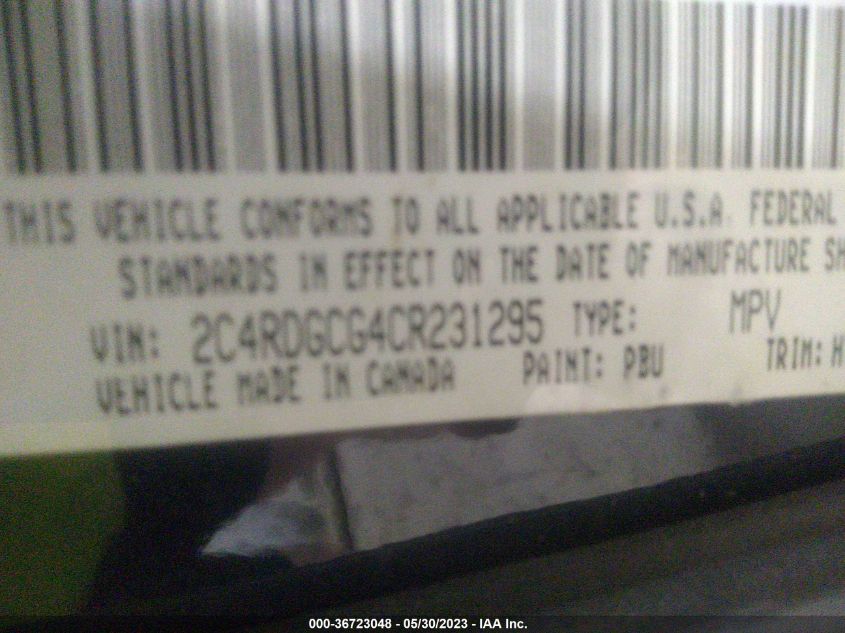 THIS VEHICLE CONFORMS TO ALL APPLICABLE U.S.A. FEDERAL
STANDARDS IN EFFECT ON THE DATE OF MANUFACTURE SH
VIN: 2C4RDGCG4CR231295 TYPE: MPV
VEHICLE MADE IN CANADA PAINT: PBU TRIM: H
000-36723048 - 05/30/2023 - IAA Inc.